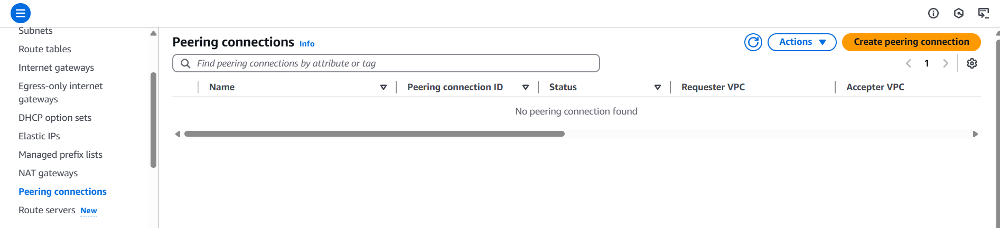 Subnets
Route tables
Internet gateways
Egress-only internet
gateways
DHCP option sets
Elastic IPs
Managed prefix lists
NAT gateways
Peering connections
Route servers New
Peering connections Info
Actions
Create peering connection
Find peering connections by attribute or tag
1
Name Peering connection ID Status Requester VPC Accepter VPC
No peering connection found